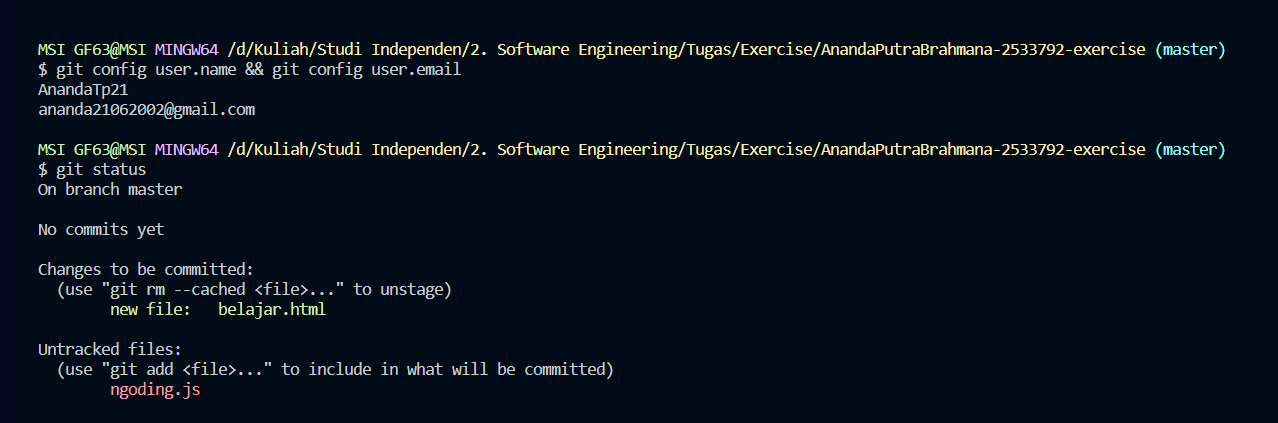 MSI GF63@MSI MINGW64 /d/Kuliah/Studi Independen/2. Software Engineering/Tugas/Exercise/AnandaPutraBrahmana-2533792-exercise (master)
$ git config user.name && git config user.email
AnandaTp21
ananda21062002@gmail.com
MSI GF63@MSI MINGW64 /d/Kuliah/Studi Independen/2. Software Engineering/Tugas/Exercise/AnandaPutraBrahmana-2533792-exercise (master)
$ git status
On branch master
No commits yet
Changes to be committed:
(use "git rm --cached <file>..." to unstage)
new file:   belajar.html
Untracked files:
(use "git add <file>..." to include in what will be committed)
ngoding.js